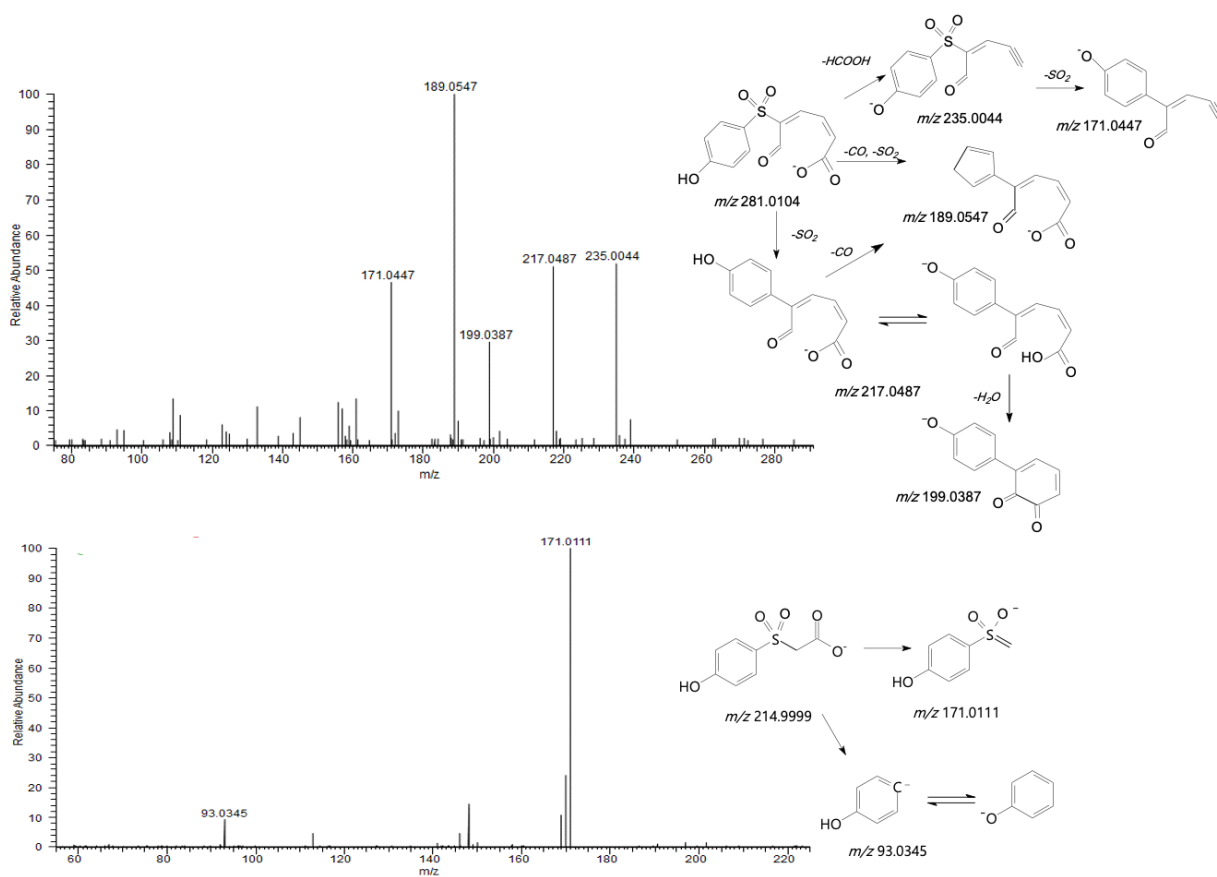 Relative Abundance
100
90
80
70
60
50
40
30
20
10
0
189.0547
171.0447
199.0387
217.0487
235.0044
80 100 120 140 160 180 200 220 240 260 280
m/z
O O
S
O
O-
-HCOOH
m/z 235.0044
-SO2
O-
O
m/z 171.0447
O O
S
HO
O
-O
O
m/z 281.0104
-CO, -SO2
O
-O
O
m/z 189.0547
-SO2
-CO
HO
O
-O
O
m/z 217.0487
-O
O
HO
O
-H2O
-O
O
O
m/z 199.0387
Relative Abundance
100
90
80
70
60
50
40
30
20
10
0
171.0111
93.0345
60 80 100 120 140 160 180 200 220
m/z
O O O
S
O-
HO
m/z 214.9999
O O-
S
HO
m/z 171.0111
C-
HO
-O
m/z 93.0345